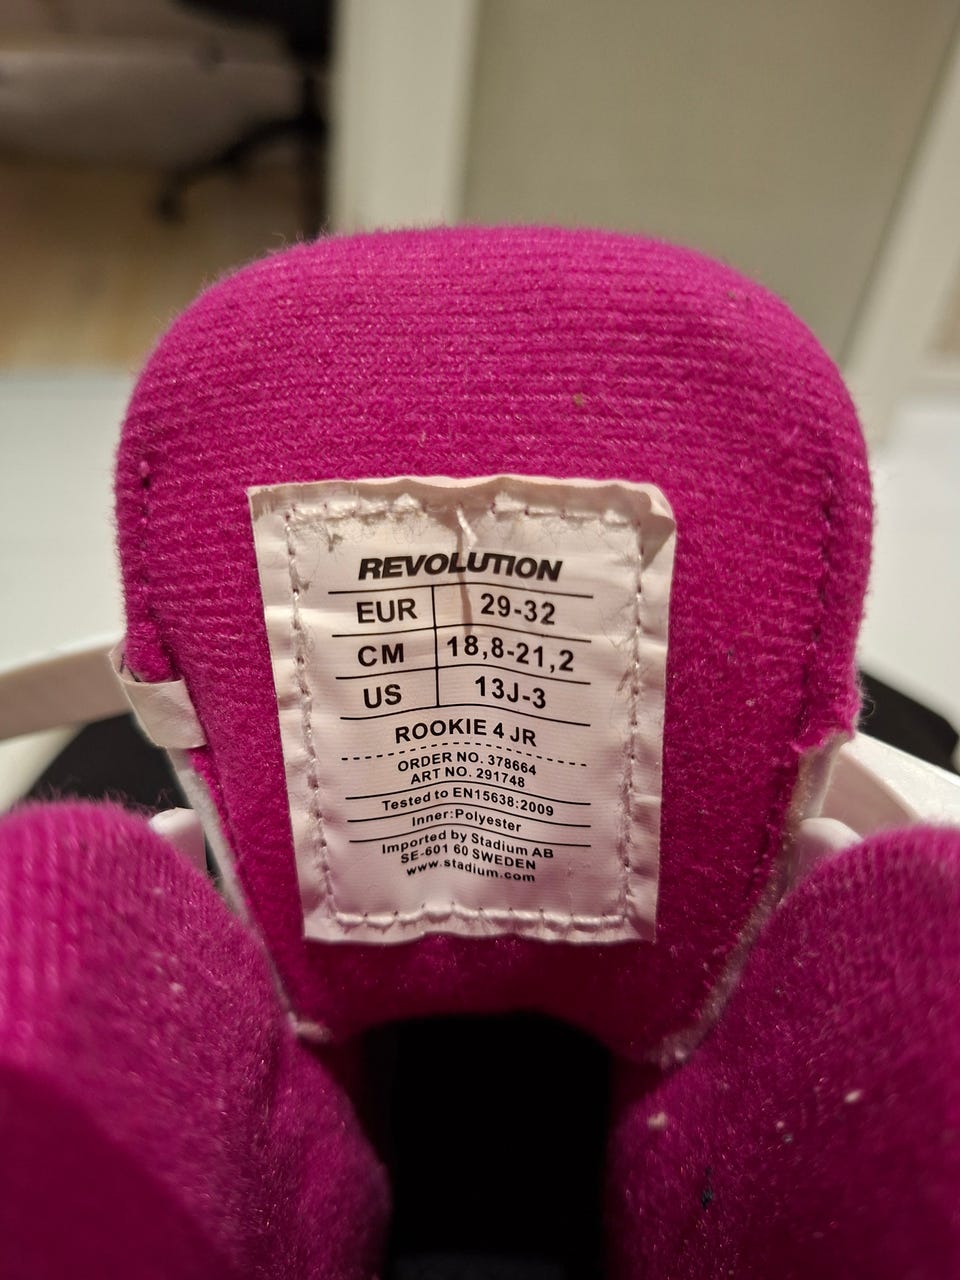 REVOLUTION
EUR 29-32
CM 18,8-21,2
US 13J-3
ROOKIE 4 JR
ORDER NO. 378664
ART NO. 291748
Tested to EN15638:2009
Inner:Polyester
Imported by Stadium AB
SE-601 60 SWEDEN
www.stadium.com